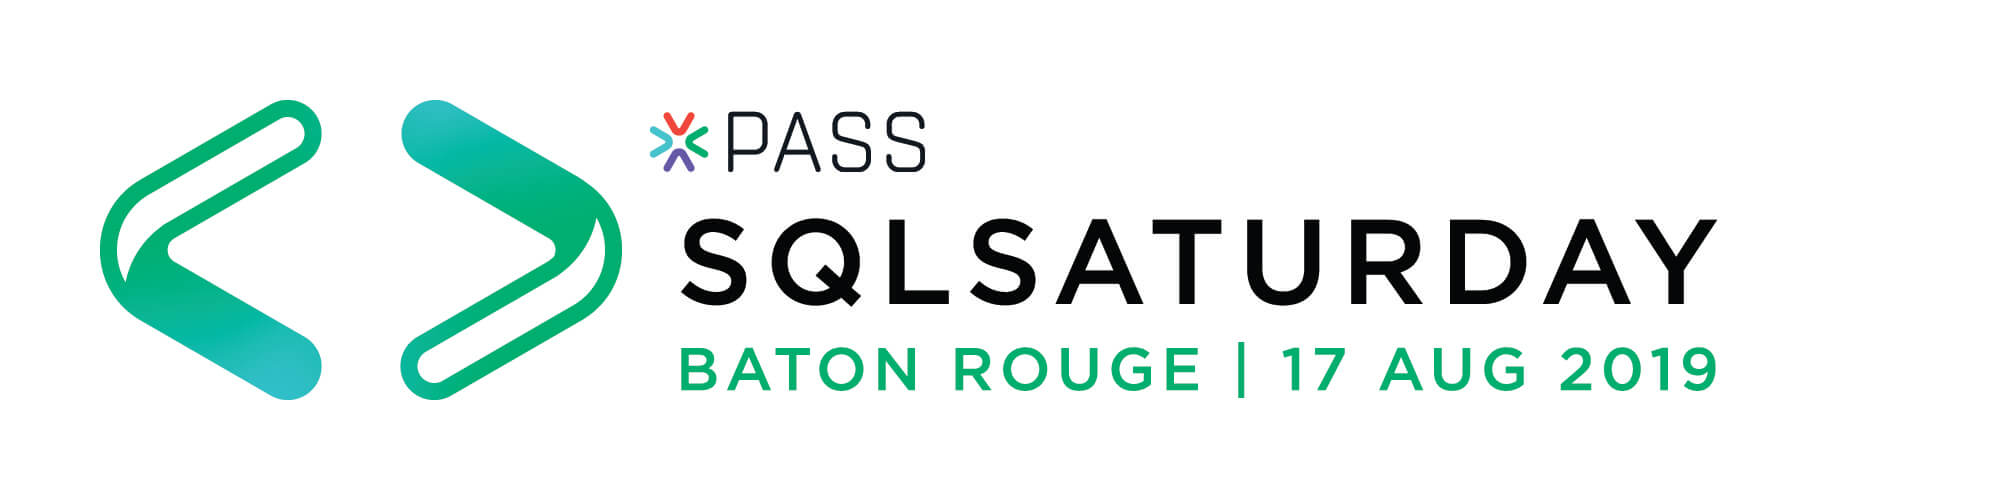 PASS
SQLSATURDAY
BATON ROUGE | 17 AUG 2019